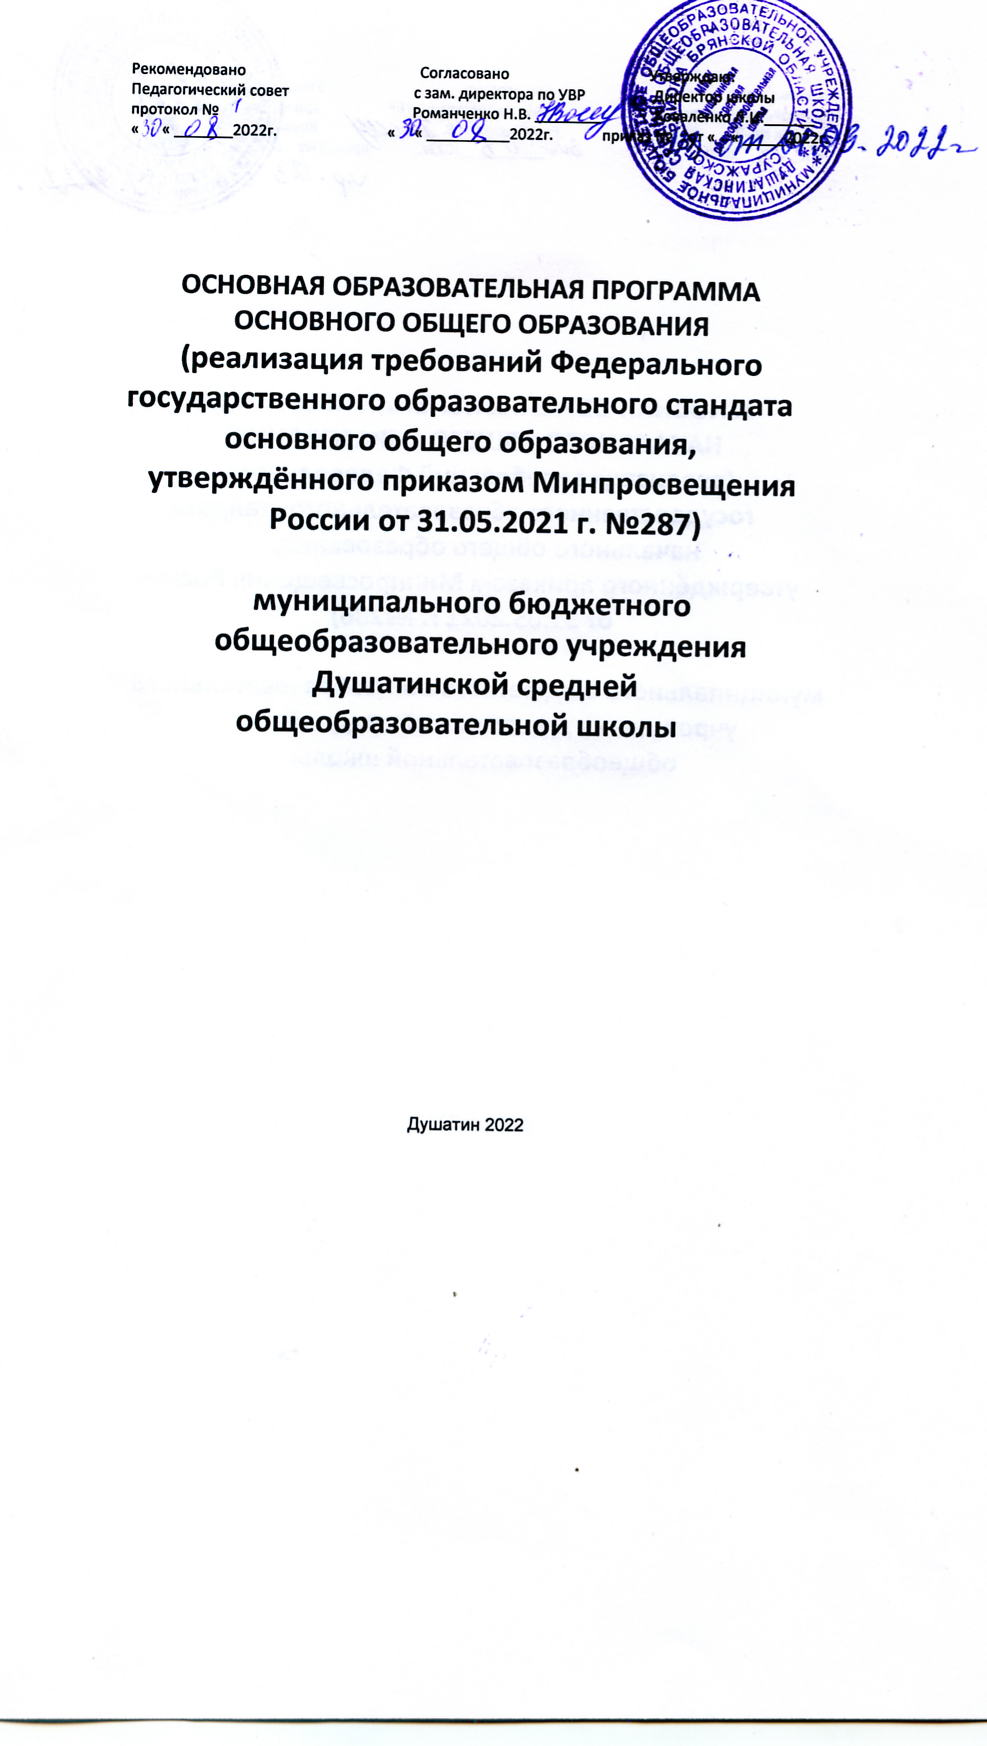 Рекомендовано
Педагогический совет
протокол № 1
« 30 « 08 2022г.
Согласовано
с зам. директора по УВР
Романченко Н.В.
« 30 « 08 2022г.
Утверждаю:
Директор школы
Коваленко
2022г
ОСНОВНАЯ ОБРАЗОВАТЕЛЬНАЯ ПРОГРАММА
ОСНОВНОГО ОБЩЕГО ОБРАЗОВАНИЯ
(реализация требований Федерального
государственного образовательного стандата
основного общего образования,
утверждённого приказом Минпросвещения
России от 31.05.2021 г. №287)
муниципального бюджетного
общеобразовательного учреждения
Душатинской средней
общеобразовательной школы
Душатин 2022